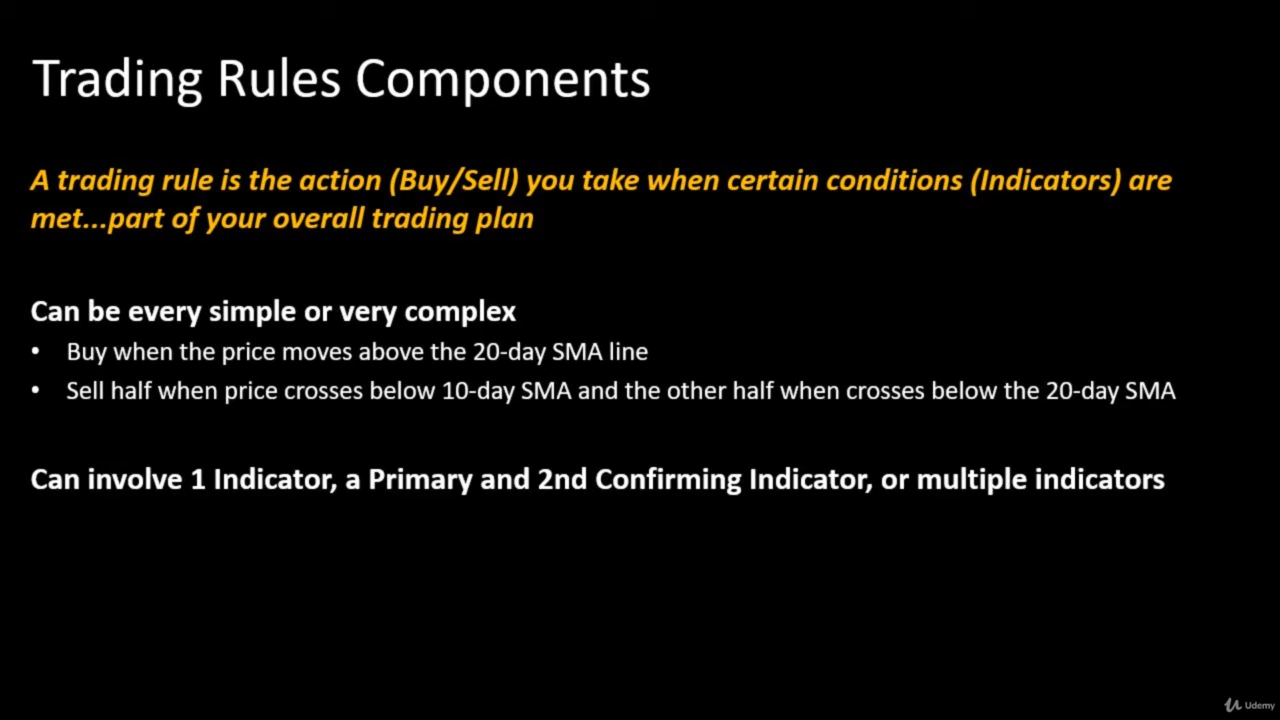 Trading Rules Components
A trading rule is the action (Buy/Sell) you take when certain conditions (Indicators) are
met...part of your overall trading plan
Can be every simple or very complex
• Buy when the price moves above the 20-day SMA line
• Sell half when price crosses below 10-day SMA and the other half when crosses below the 20-day SMA
Can involve 1 Indicator, a Primary and 2nd Confirming Indicator, or multiple indicators
Udemy